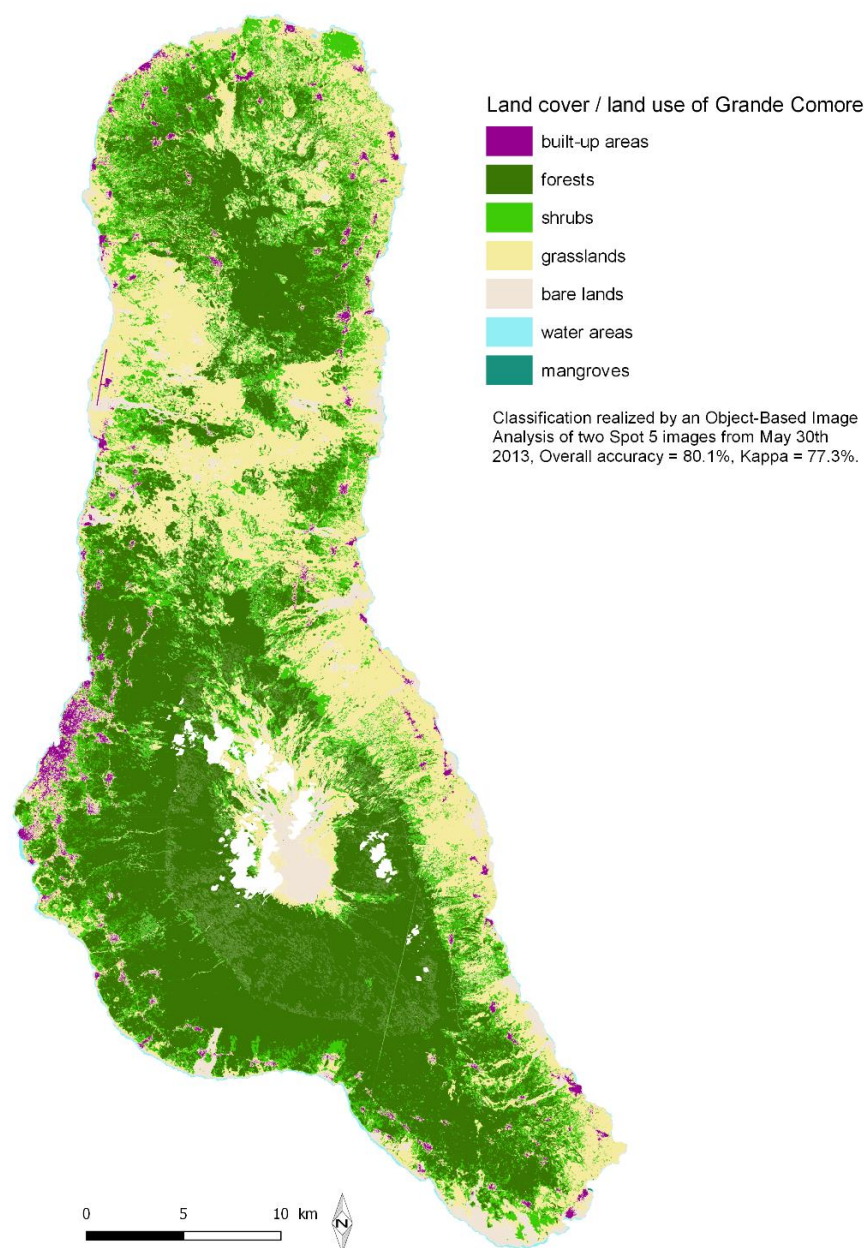 Land cover / land use of Grande Comore
built-up areas
forests
shrubs
grasslands
bare lands
water areas
mangroves
Classification realized by an Object-Based Image
Analysis of two Spot 5 images from May 30th
2013, Overall accuracy = 80.1%, Kappa = 77.3%.
0 5 10 km
N